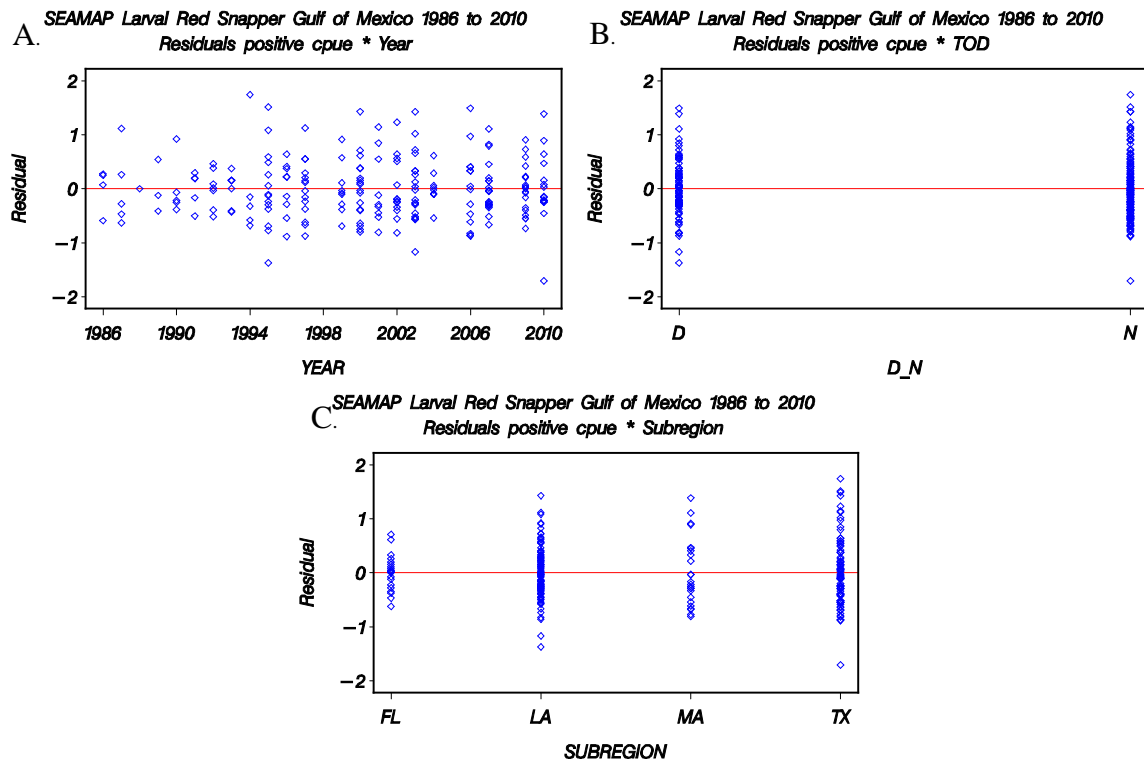 A.
SEAMAP Larval Red Snapper Gulf of Mexico 1986 to 2010
Residuals positive cpue * Year
2
1
0
−1
−2
Residual
1986 1990 1994 1998 2002 2006 2010
YEAR
B.
SEAMAP Larval Red Snapper Gulf of Mexico 1986 to 2010
Residuals positive cpue * TOD
2
1
0
−1
−2
Residual
D N
D_N
C.
SEAMAP Larval Red Snapper Gulf of Mexico 1986 to 2010
Residuals positive cpue * Subregion
2
1
0
−1
−2
Residual
FL LA MA TX
SUBREGION